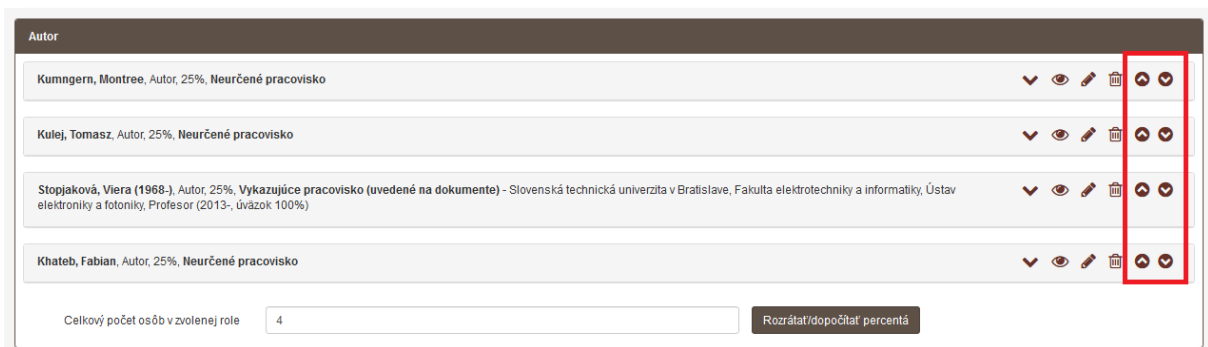 Autor
Kumngern, Montree, Autor, 25%, Neurčené pracovisko
Kulej, Tomasz, Autor, 25%, Neurčené pracovisko
Stopjaková, Viera (1968-), Autor, 25%, Vykazujúce pracovisko (uvedené na dokumente) - Slovenská technická univerzita v Bratislave, Fakulta elektrotechniky a informatiky, Ústav
elektroniky a fotoniky, Profesor (2013-, úväzok 100%)
Khateb, Fabian, Autor, 25%, Neurčené pracovisko
Celkový počet osôb v zvolenej role 4 Rozrátať/dopočítať percentá